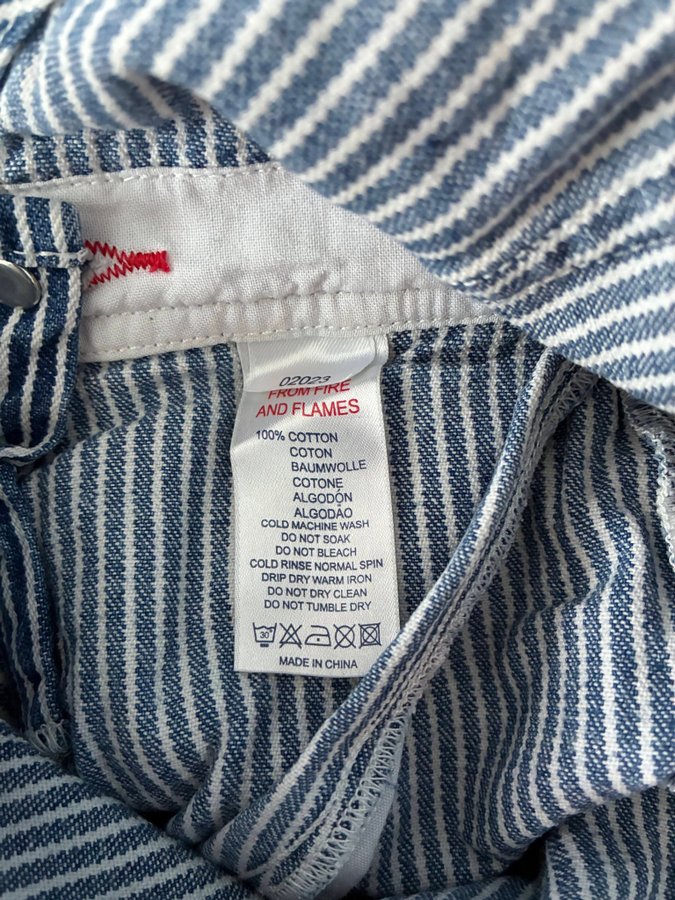 02023
FROM FIRE
AND FLAMES
100% COTTON
COTON
BAUMWOLLE
COTONE
ALGODÓN
ALGODÃO
COLD MACHINE WASH
DO NOT SOAK
DO NOT BLEACH
COLD RINSE NORMAL SPIN
DRIP DRY WARM IRON
DO NOT DRY CLEAN
DO NOT TUMBLE DRY
30°
MADE IN CHINA